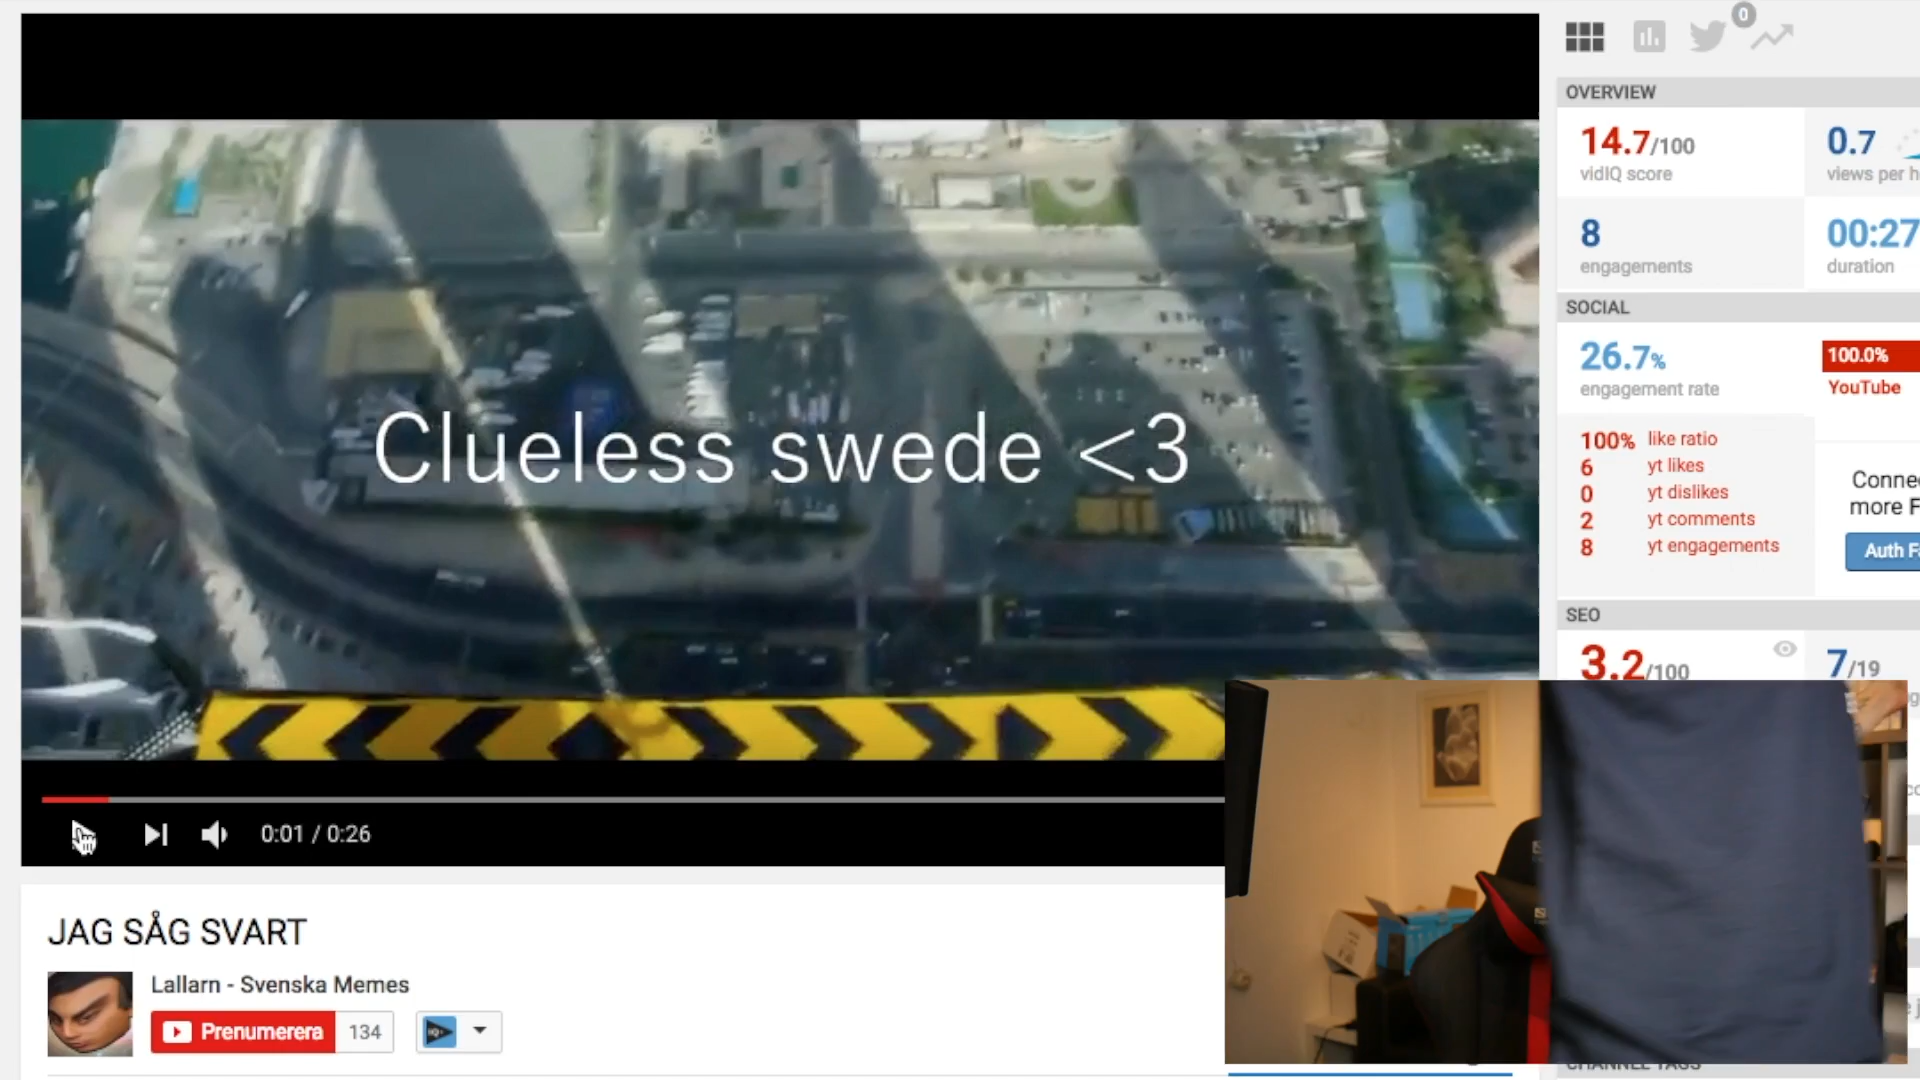 0
OVERVIEW
14.7/100
vidIQ score
0.7
views per h
8
engagements
00:27
duration
SOCIAL
26.7%
engagement rate
100.0%
YouTube
100% like ratio
6 yt likes
0 yt dislikes
2 yt comments
8 yt engagements
Conne
more F
Auth F
SEO
3.2/100
7/19
Clueless swede <3
0:01 / 0:26
JAG SÅG SVART
Lallarn - Svenska Memes
Prenumerera 134
CHANNEL TAGS